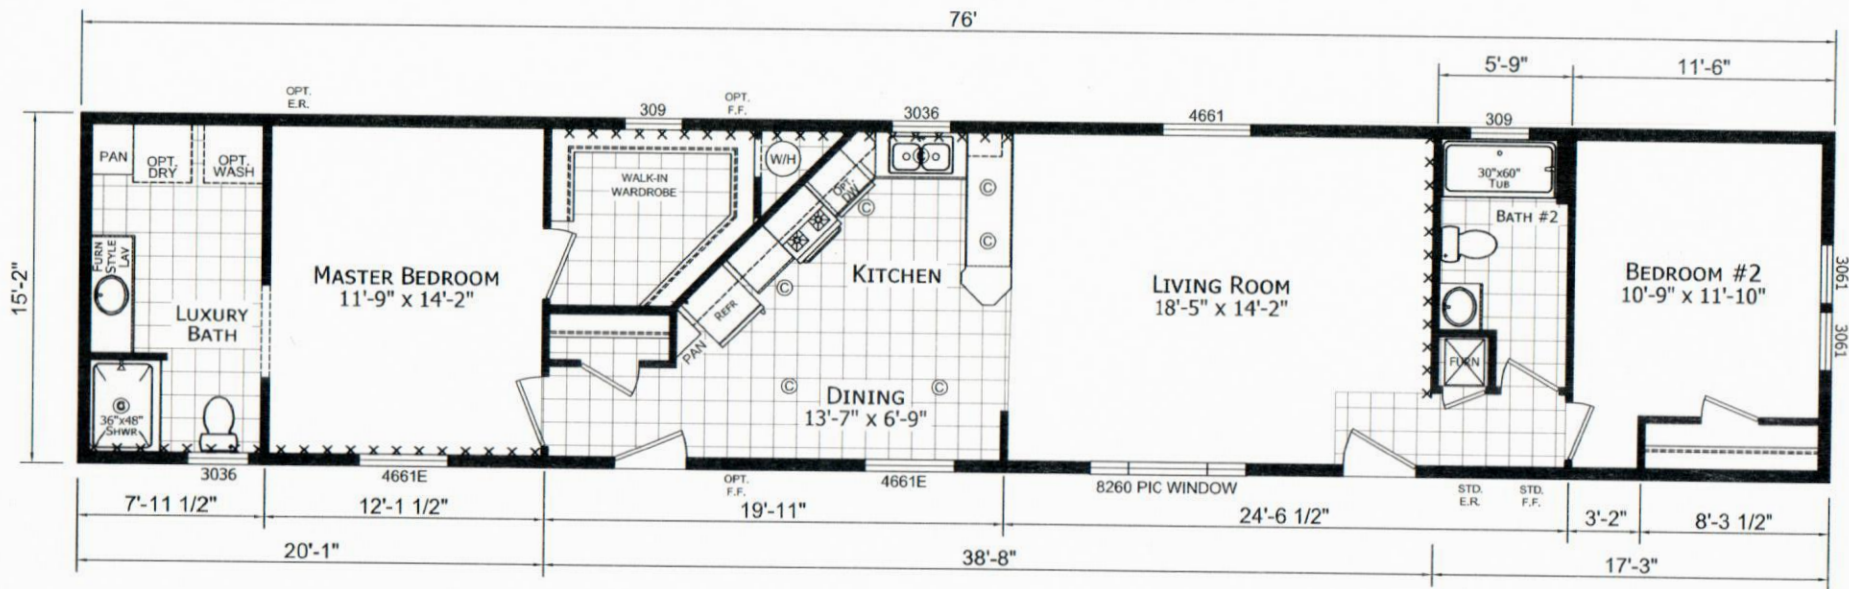 76'
5'-9"
11'-6"
OPT.
E.R.
309
OPT.
F.F.
3036
4661
309
15'-2"
PAN
OPT.
DRY
OPT.
WASH
FURN
STYLE
LAV
LUXURY
BATH
36"x48"
SHWR
MASTER BEDROOM
11'-9" x 14'-2"
WALK-IN
WARDROBE
W/H
OPT.
DW
REFR
PAN
C
C
C
C
C
C
C
C
KITCHEN
DINING
13'-7" x 6'-9"
LIVING ROOM
18'-5" x 14'-2"
30"x60"
TUB
BATH #2
FURN
BEDROOM #2
10'-9" x 11'-10"
3061
3061
3036
4661E
OPT.
F.F.
4661E
8260 PIC WINDOW
STD.
E.R.
STD.
F.F.
7'-11 1/2"
12'-1 1/2"
19'-11"
24'-6 1/2"
3'-2"
8'-3 1/2"
20'-1"
38'-8"
17'-3"